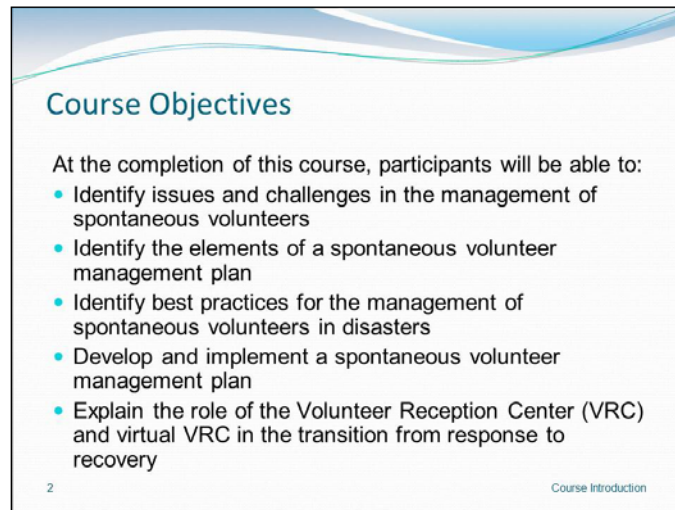 Course Objectives
At the completion of this course, participants will be able to:
• Identify issues and challenges in the management of
spontaneous volunteers
• Identify the elements of a spontaneous volunteer
management plan
• Identify best practices for the management of
spontaneous volunteers in disasters
• Develop and implement a spontaneous volunteer
management plan
• Explain the role of the Volunteer Reception Center (VRC)
and virtual VRC in the transition from response to
recovery
2 Course Introduction